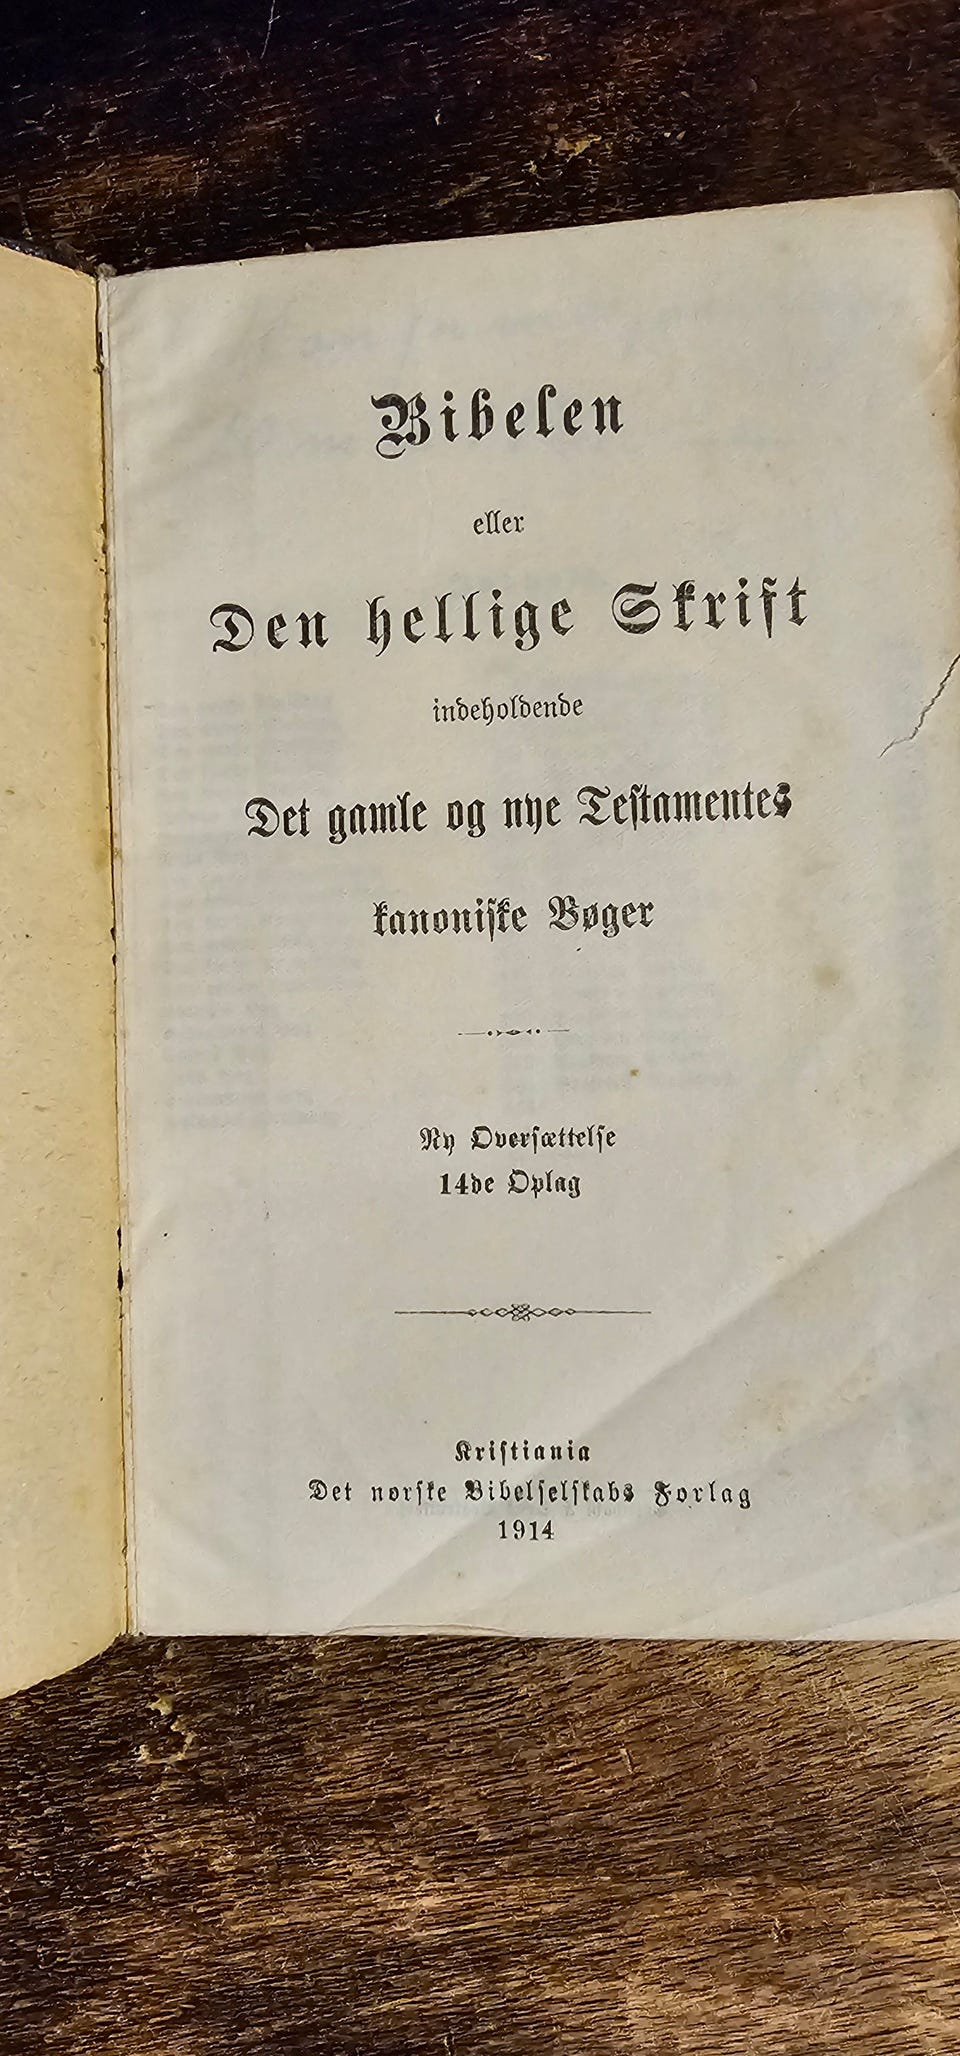 Bibelen
eller
Den hellige Skrift
indeholdende
Det gamle og nye Testamentes
kanoniske Bøger
Ny Oversættelse
14de Oplag
Kristiania
Det norske Bibelselskabs Forlag
1914